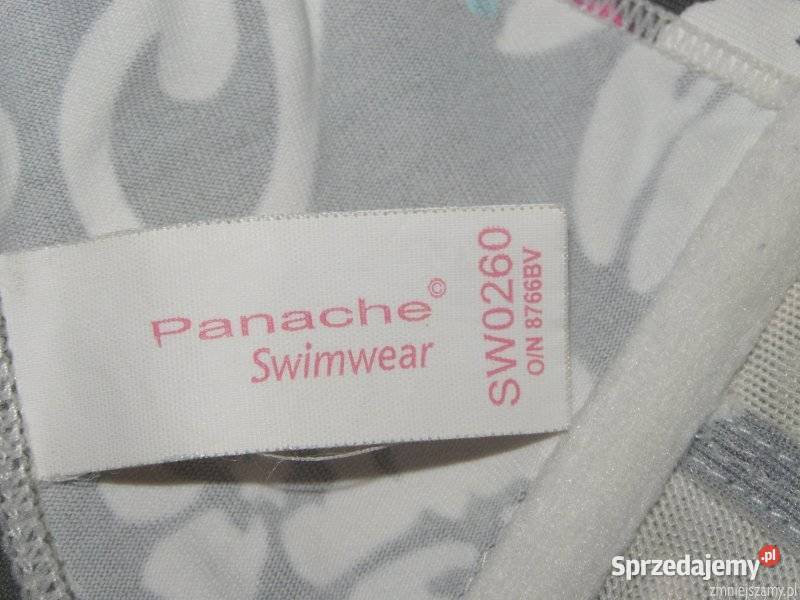 Panache©
Swimwear
SW0260
O/N 8766BV
Sprzedajemy.pl
zmniejszamy.pl